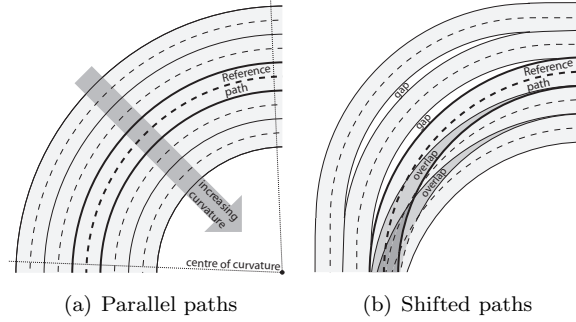 Reference
path
increasing
curvature
centre of curvature
(a) Parallel paths
gap
gap
Reference
path
overlap
overlap
(b) Shifted paths